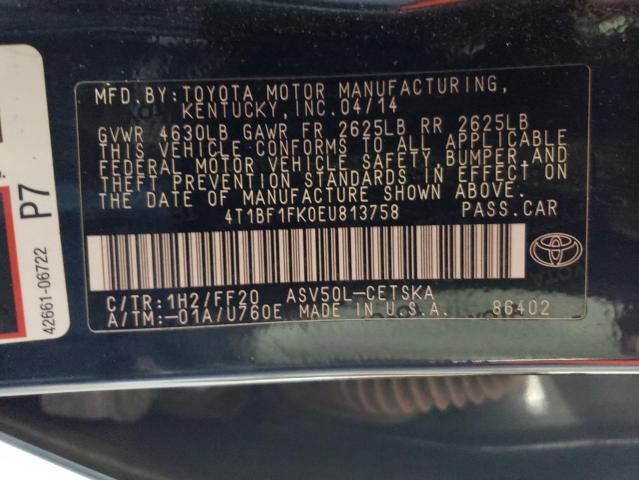 MFD. BY: TOYOTA MOTOR MANUFACTURING,
KENTUCKY, INC. 04/14
GVWR 4630LB GAWR FR 2625LB RR 2625LB
THIS VEHICLE CONFORMS TO ALL APPLICABLE
FEDERAL MOTOR VEHICLE SAFETY, BUMPER, AND
THEFT PREVENTION STANDARDS IN EFFECT ON
THE DATE OF MANUFACTURE SHOWN ABOVE.
4T1BF1FK0EU813758 PASS. CAR
C/TR: 1H2/FF20 ASV50L-CETSKA
A/TM:-01A/U760E MADE IN U.S.A. 86402
42661-06722 P7